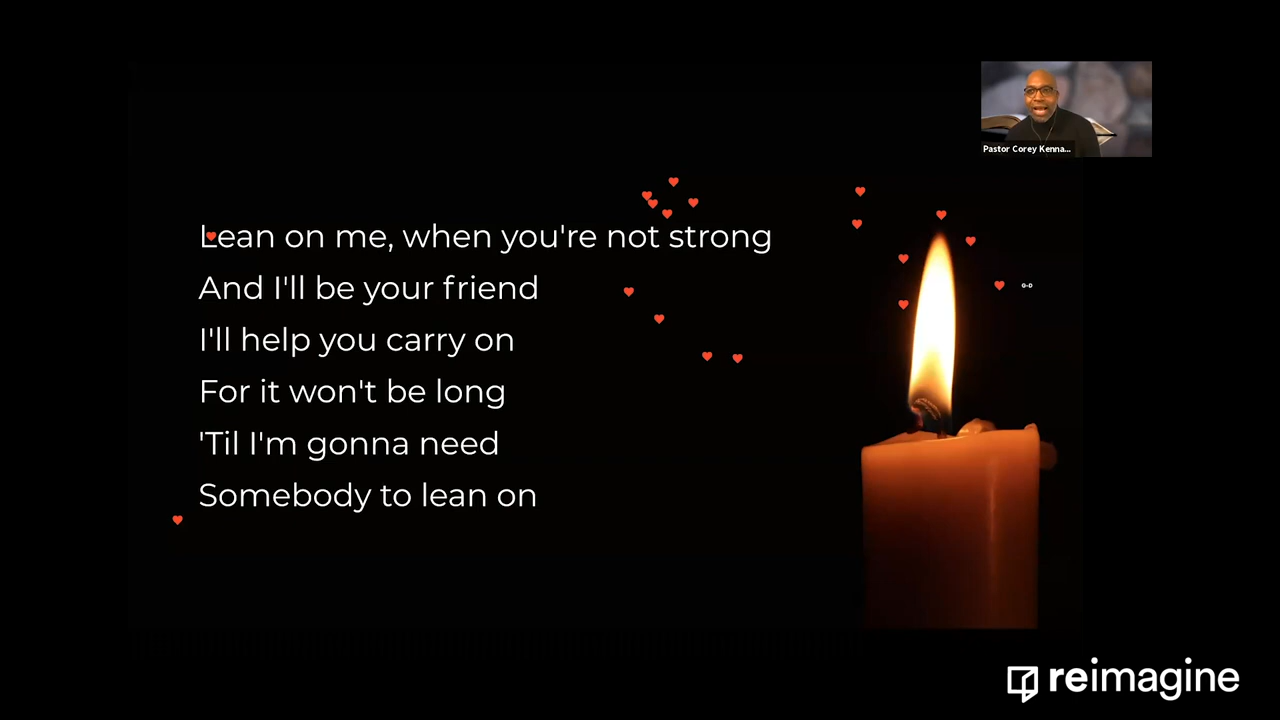 Pastor Corey Kenna...
Lean on me, when you're not strong
And I'll be your friend
I'll help you carry on
For it won't be long
'Til I'm gonna need
Somebody to lean on
reimagine